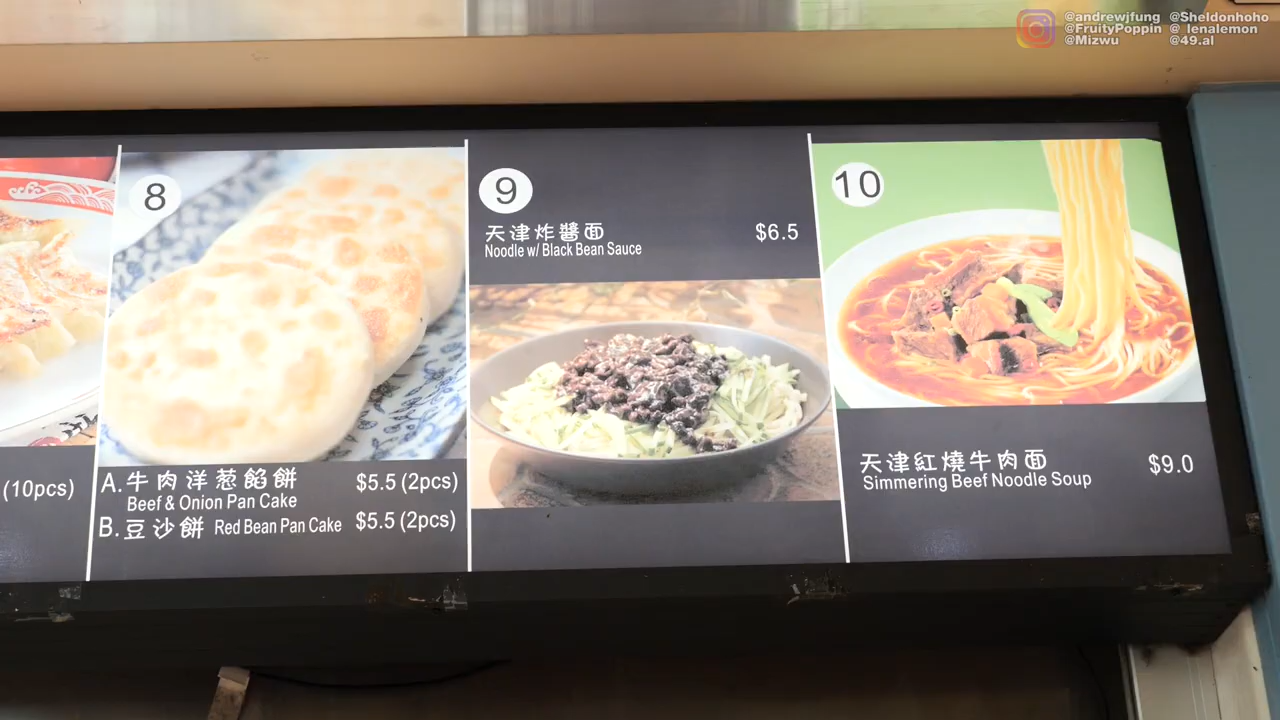 @andrewjfung @Sheldonhoho
@FruityPoppin @_lenalemon
@Mizwu @49.al
(10pcs)
8
A.牛肉洋葱餡餅 $5.5 (2pcs)
Beef & Onion Pan Cake
B.豆沙餅 Red Bean Pan Cake $5.5 (2pcs)
9
天津炸醬面 $6.5
Noodle w/ Black Bean Sauce
10
天津紅燒牛肉面 $9.0
Simmering Beef Noodle Soup